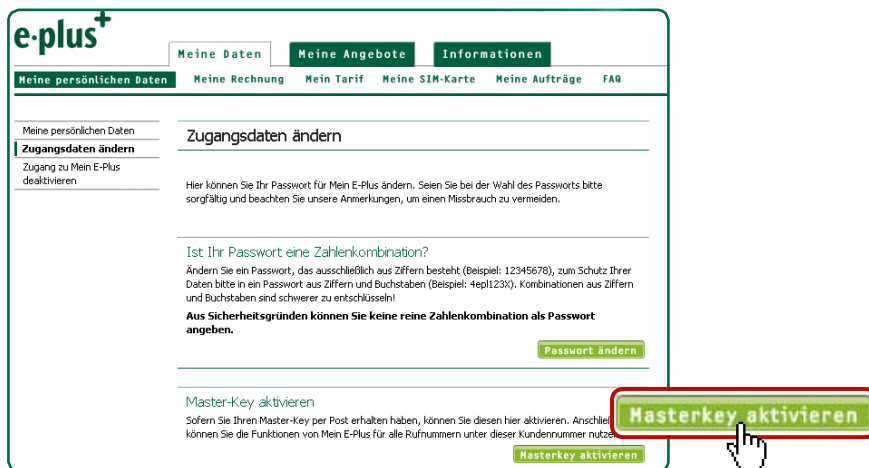 e·plus+
Meine Daten Meine Angebote Informationen
Meine persönlichen Daten Meine Rechnung Mein Tarif Meine SIM-Karte Meine Aufträge FAQ
Meine persönlichen Daten
Zugangsdaten ändern
Zugang zu Mein E-Plus
deaktivieren
Zugangsdaten ändern
Hier können Sie Ihr Passwort für Mein E-Plus ändern. Seien Sie bei der Wahl des Passworts bitte
sorgfältig und beachten Sie unsere Anmerkungen, um einen Missbrauch zu vermeiden.
Ist Ihr Passwort eine Zahlenkombination?
Ändern Sie ein Passwort, das ausschließlich aus Ziffern besteht (Beispiel: 12345678), zum Schutz Ihrer
Daten bitte in ein Passwort aus Ziffern und Buchstaben (Beispiel: 4epl123X). Kombinationen aus Ziffern
und Buchstaben sind schwerer zu entschlüsseln!
Aus Sicherheitsgründen können Sie keine reine Zahlenkombination als Passwort
angeben.
Passwort ändern
Master-Key aktivieren
Sofern Sie Ihren Master-Key per Post erhalten haben, können Sie diesen hier aktivieren.
können Sie die Funktionen von Mein E-Plus für alle Rufnummern unter dieser Kundennummer
Masterkey aktivieren
Masterkey aktivieren